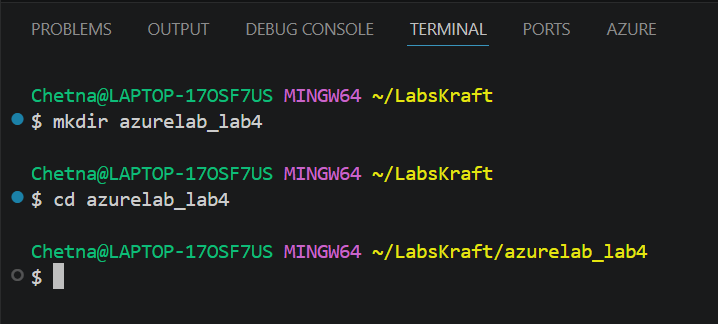 PROBLEMS OUTPUT DEBUG CONSOLE TERMINAL PORTS AZURE
Chetna@LAPTOP-17OSF7US MINGW64 ~/LabsKraft
$ mkdir azurelab_lab4
Chetna@LAPTOP-17OSF7US MINGW64 ~/LabsKraft
$ cd azurelab_lab4
Chetna@LAPTOP-17OSF7US MINGW64 ~/LabsKraft/azurelab_lab4
$